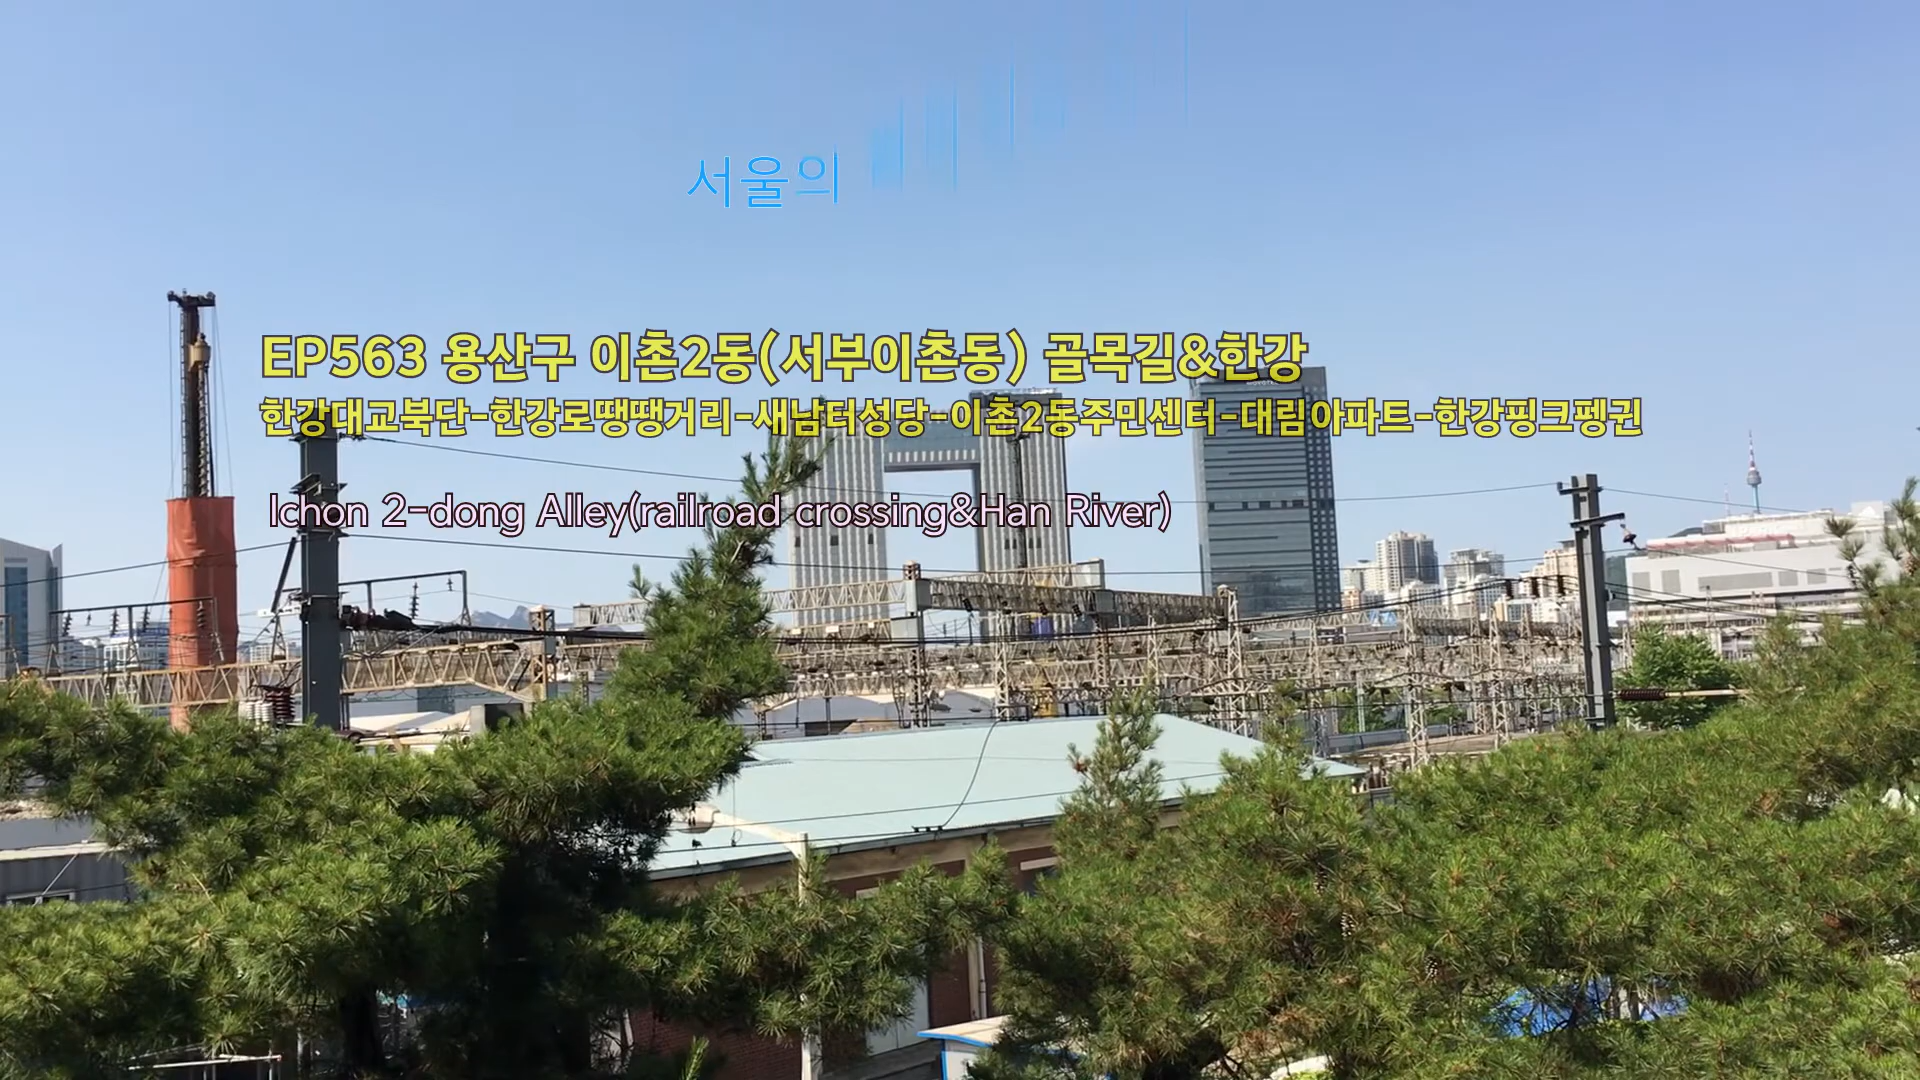 서울의
EP563 용산구 이촌2동(서부이촌동) 골목길&한강
한강대교북단-한강로땡땡거리-새남터성당-이촌2동주민센터-대림아파트-한강핑크펭귄
Ichon 2-dong Alley(railroad crossing&Han River)